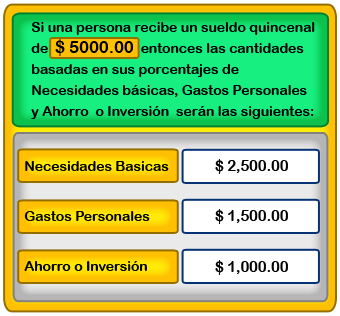 Si una persona recibe un sueldo quincenal
de $ 5000.00 entonces las cantidades
basadas en sus porcentajes de
Necesidades básicas, Gastos Personales
y Ahorro o Inversión serán las siguientes:
Necesidades Basicas $ 2,500.00
Gastos Personales $ 1,500.00
Ahorro o Inversión $ 1,000.00